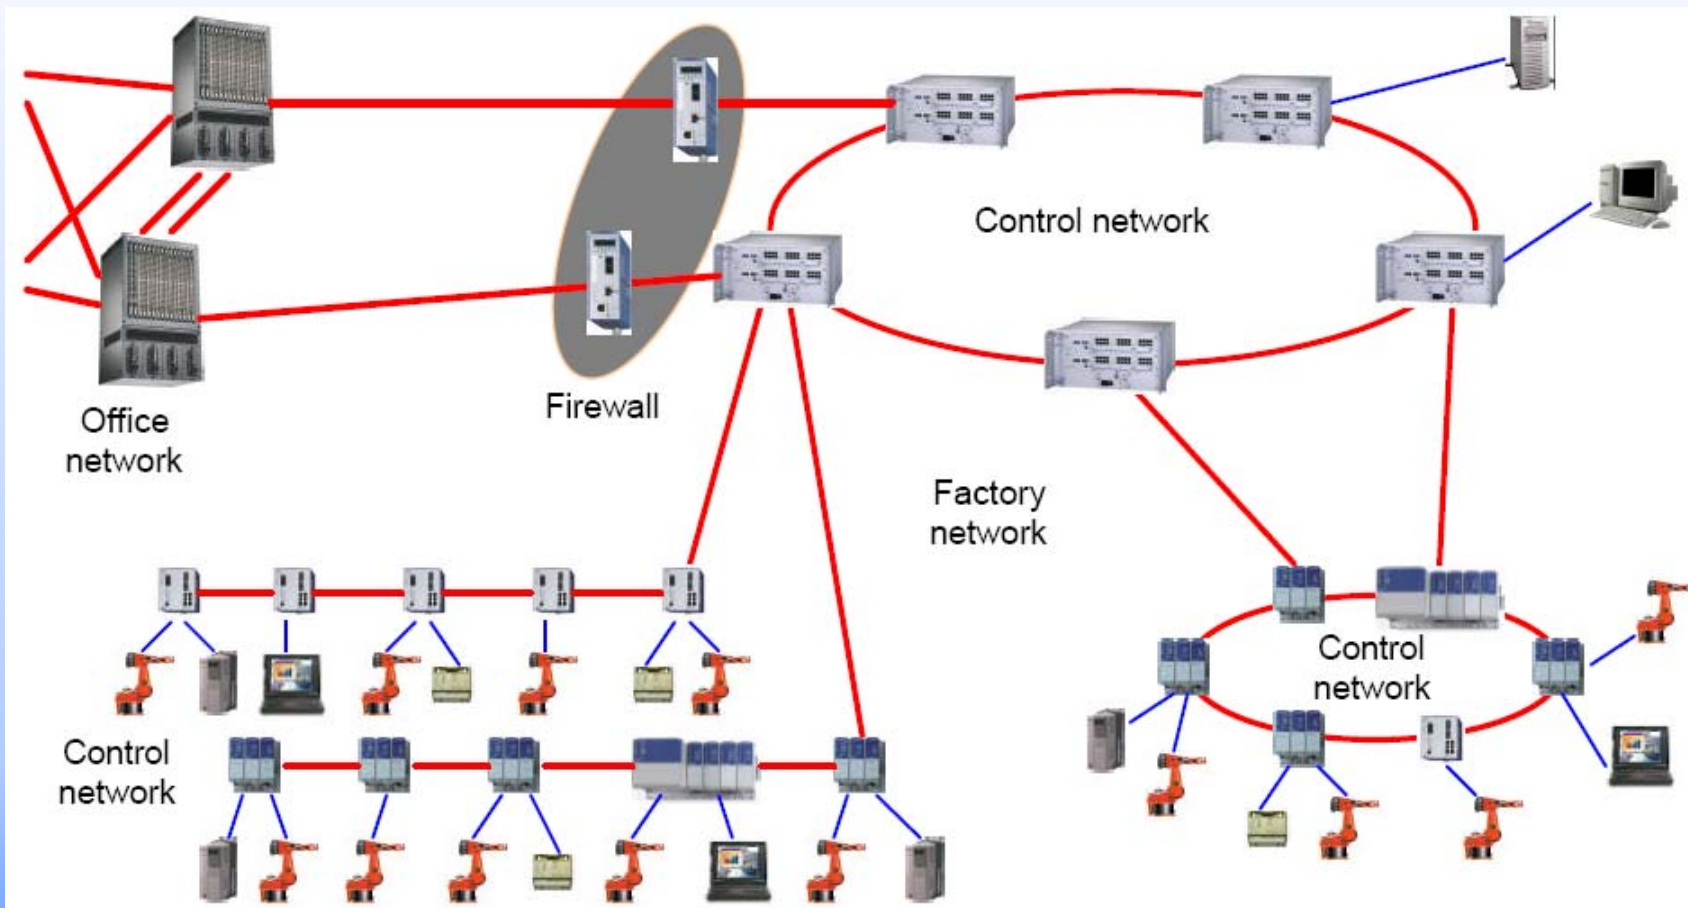 Control network
Firewall
Office
network
Factory
network
Control
network
Control
network